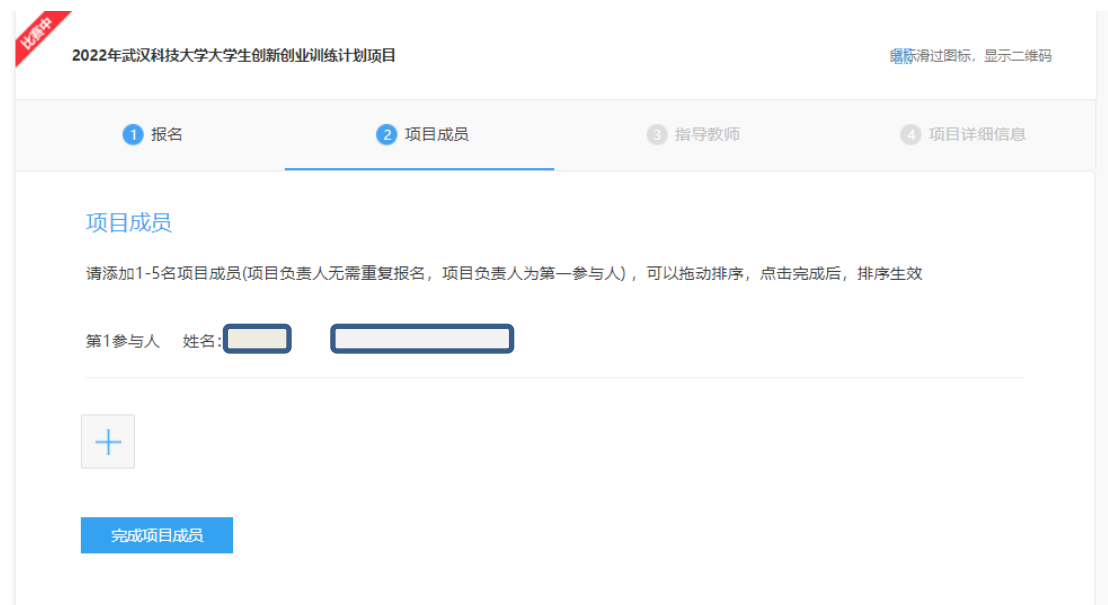 比赛中
2022年武汉科技大学大学生创新创业训练计划项目
鼠标滑过图标，显示二维码
1 报名
2 项目成员
3 指导教师
4 项目详细信息
项目成员
请添加1-5名项目成员(项目负责人无需重复报名，项目负责人为第一参与人) ，可以拖动排序，点击完成后，排序生效
第1参与人 姓名:
完成项目成员